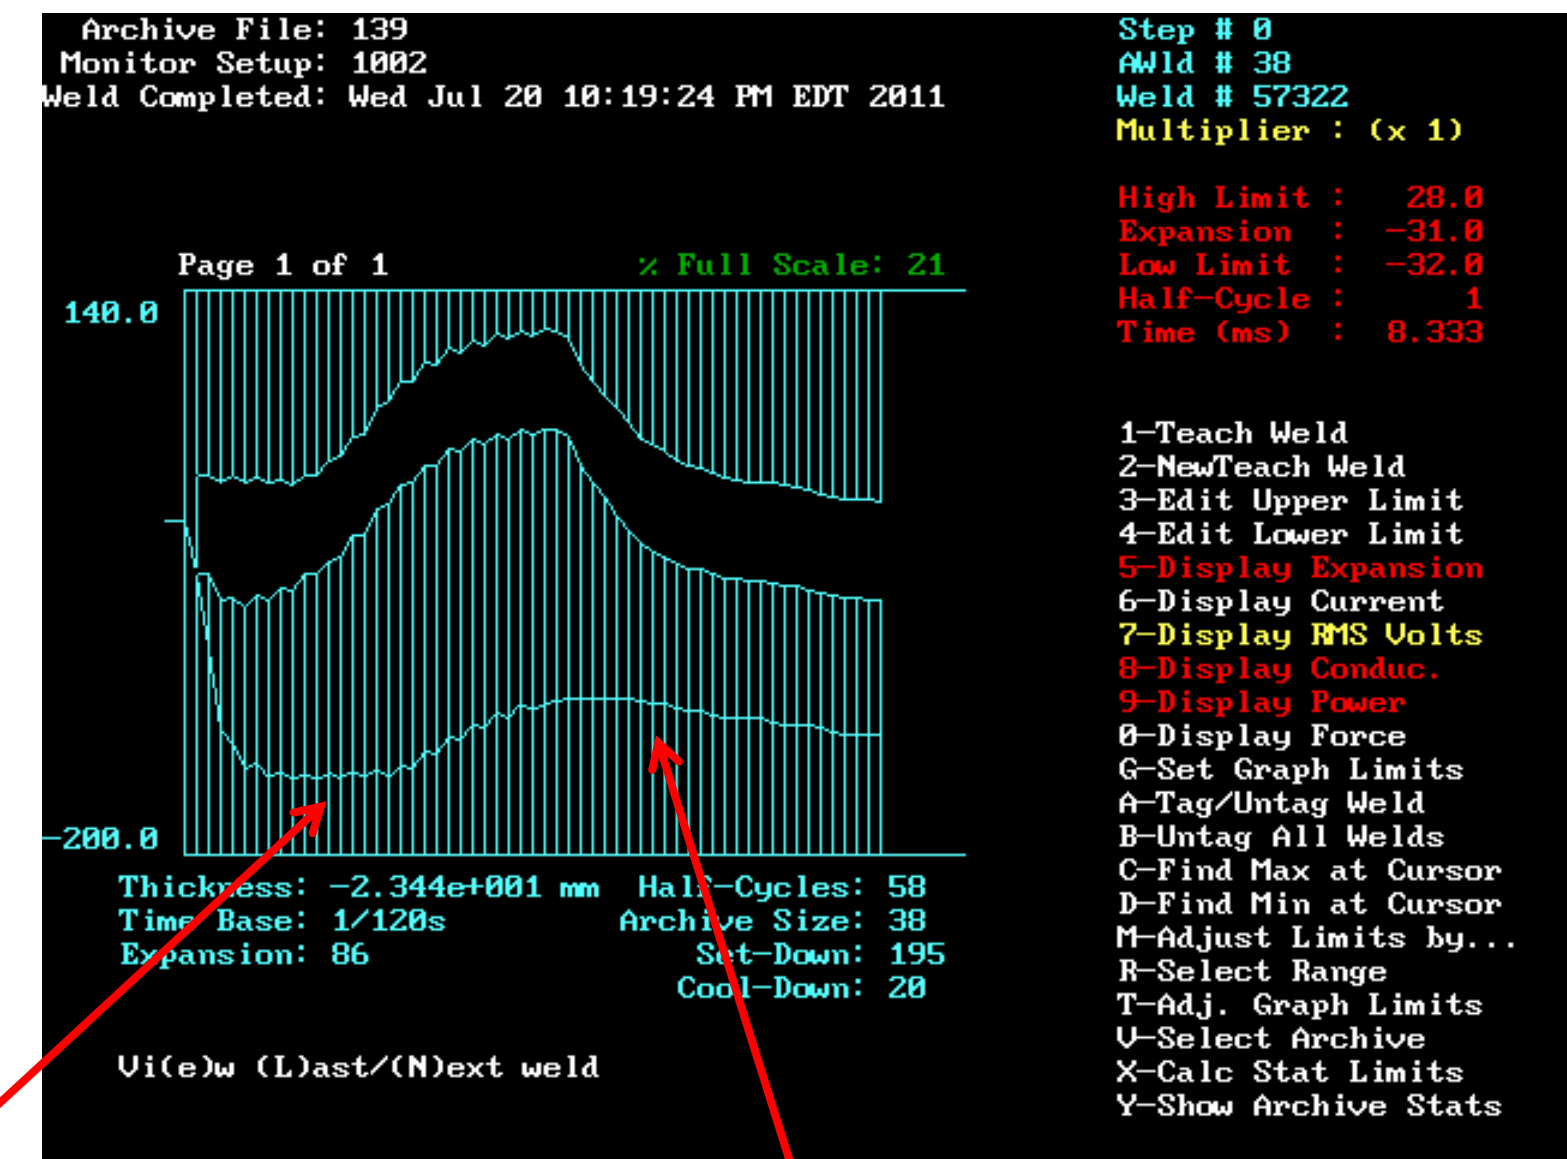 Archive File: 139
Monitor Setup: 1002
Weld Completed: Wed Jul 20 10:19:24 PM EDT 2011
Step # 0
AWld # 38
Weld # 57322
Multiplier : (x 1)
High Limit : 28.0
Expansion : -31.0
Low Limit : -32.0
Half-Cycle : 1
Time (ms) : 8.333
Page 1 of 1 % Full Scale: 21
140.0
-200.0
Thickness: -2.344e+001 mm Half-Cycles: 58
Time Base: 1/120s Archive Size: 38
Expansion: 86 Set-Down: 195
Cool-Down: 20
Vi(e)w (L)ast/(N)ext weld
1-Teach Weld
2-NewTeach Weld
3-Edit Upper Limit
4-Edit Lower Limit
5-Display Expansion
6-Display Current
7-Display RMS Volts
8-Display Conduc.
9-Display Power
0-Display Force
G-Set Graph Limits
A-Tag/Untag Weld
B-Untag All Welds
C-Find Max at Cursor
D-Find Min at Cursor
M-Adjust Limits by...
R-Select Range
T-Adj. Graph Limits
V-Select Archive
X-Calc Stat Limits
Y-Show Archive Stats